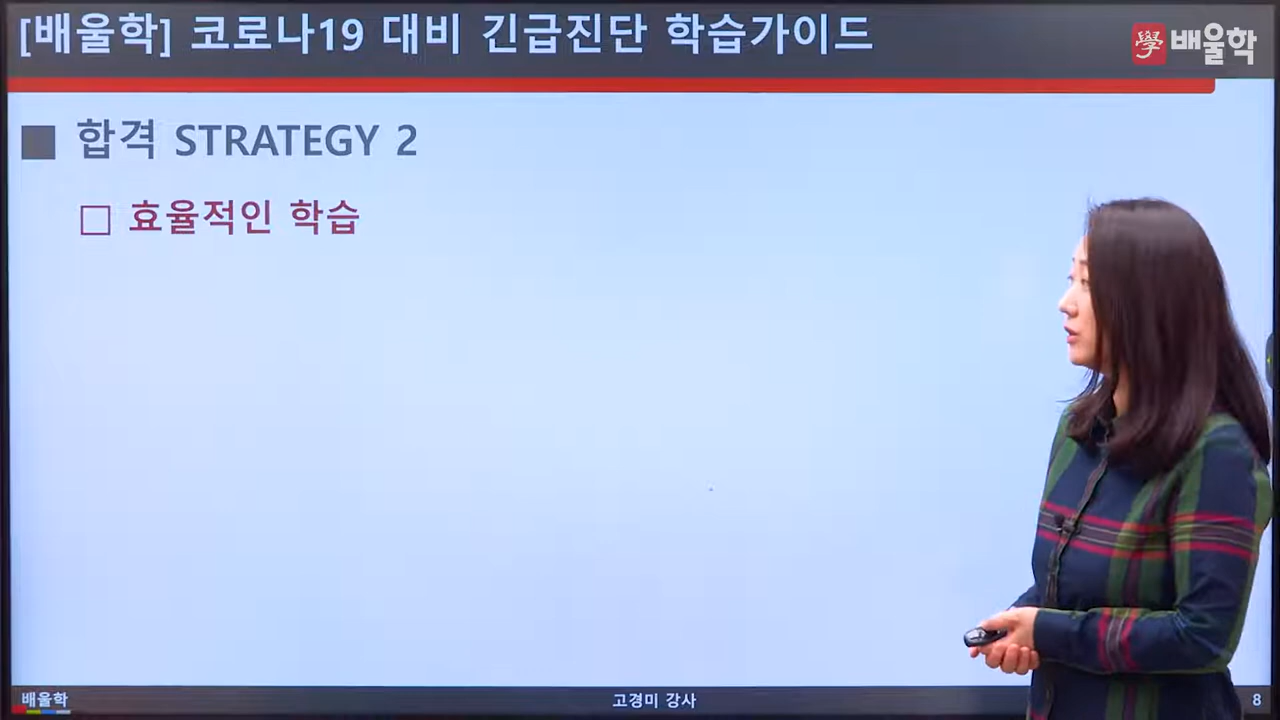 [배울학] 코로나19 대비 긴급진단 학습가이드
學 배울학
■ 합격 STRATEGY 2
□ 효율적인 학습
배울학
고경미 강사
8